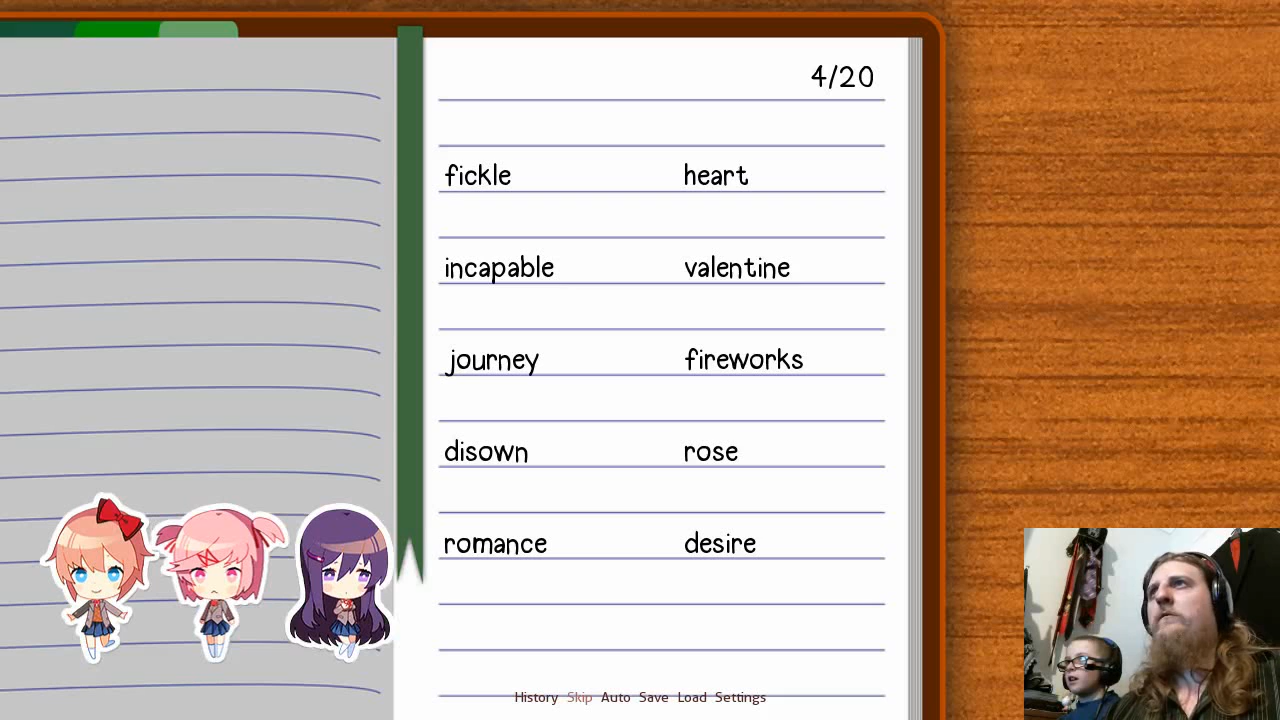 4/20
fickle heart
incapable valentine
journey fireworks
disown rose
romance desire
History Skip Auto Save Load Settings